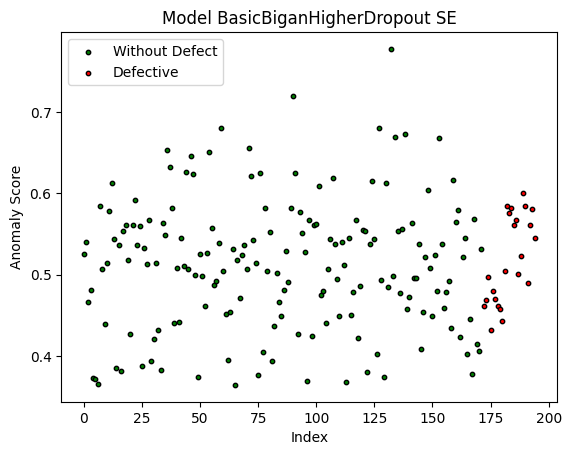 Model BasicBiganHigherDropout SE
Without Defect
Defective
Anomaly Score
0.7
0.6
0.5
0.4
0 25 50 75 100 125 150 175 200
Index